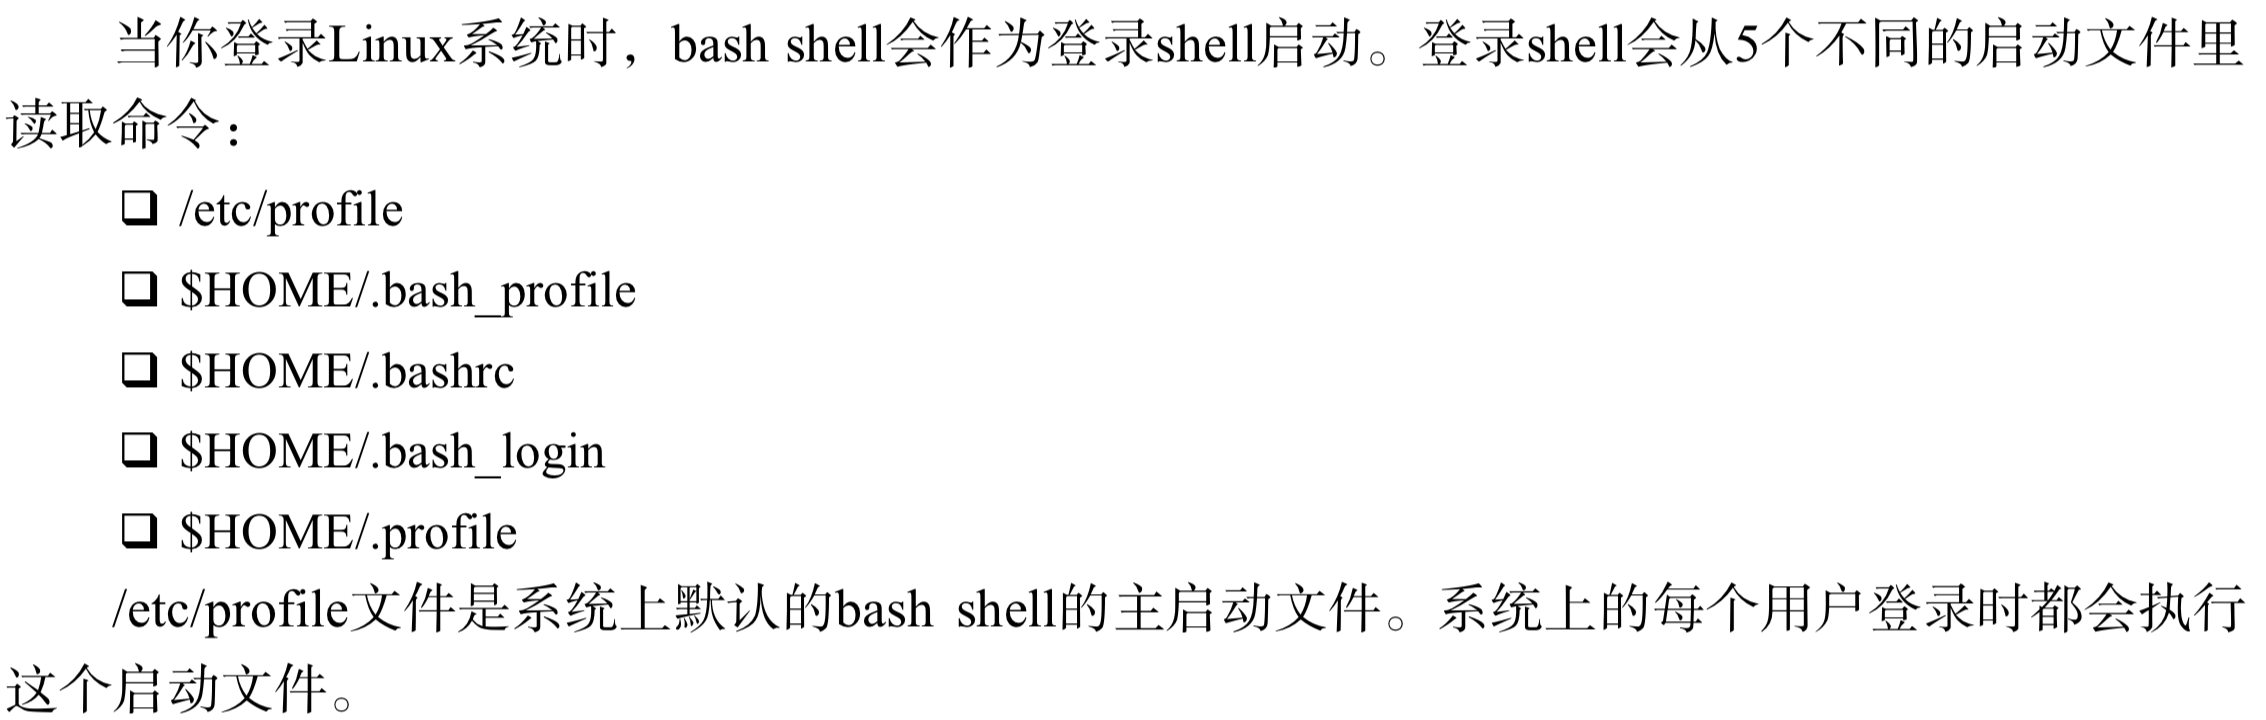 当你登录Linux系统时，bash shell会作为登录shell启动。登录shell会从5个不同的启动文件里
读取命令：
❑ /etc/profile
❑ $HOME/.bash_profile
❑ $HOME/.bashrc
❑ $HOME/.bash_login
❑ $HOME/.profile
/etc/profile文件是系统上默认的bash shell的主启动文件。系统上的每个用户登录时都会执行
这个启动文件。